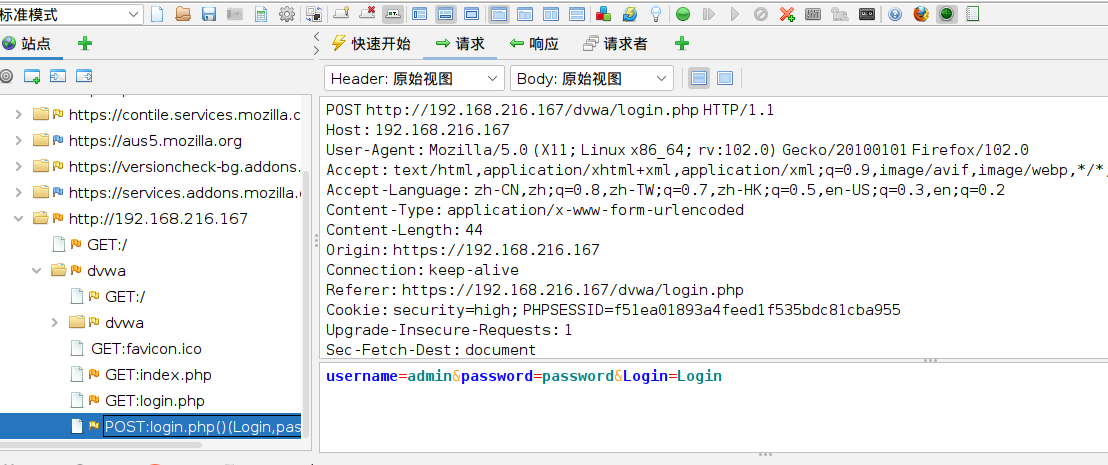 标准模式
站点
快速开始
请求
响应
请求者
Header: 原始视图
Body: 原始视图
https://contile.services.mozilla.c
https://aus5.mozilla.org
https://versioncheck-bg.addons.
https://services.addons.mozilla.c
http://192.168.216.167
GET:/
dvwa
GET:/
dvwa
GET:favicon.ico
GET:index.php
GET:login.php
POST:login.php()(Login,pas
POST http://192.168.216.167/dvwa/login.php HTTP/1.1
Host: 192.168.216.167
User-Agent: Mozilla/5.0 (X11; Linux x86_64; rv:102.0) Gecko/20100101 Firefox/102.0
Accept: text/html,application/xhtml+xml,application/xml;q=0.9,image/avif,image/webp,*/*,
Accept-Language: zh-CN,zh;q=0.8,zh-TW;q=0.7,zh-HK;q=0.5,en-US;q=0.3,en;q=0.2
Content-Type: application/x-www-form-urlencoded
Content-Length: 44
Origin: https://192.168.216.167
Connection: keep-alive
Referer: https://192.168.216.167/dvwa/login.php
Cookie: security=high; PHPSESSID=f51ea01893a4feed1f535bdc81cba955
Upgrade-Insecure-Requests: 1
Sec-Fetch-Dest: document
username=admin&password=password&Login=Login